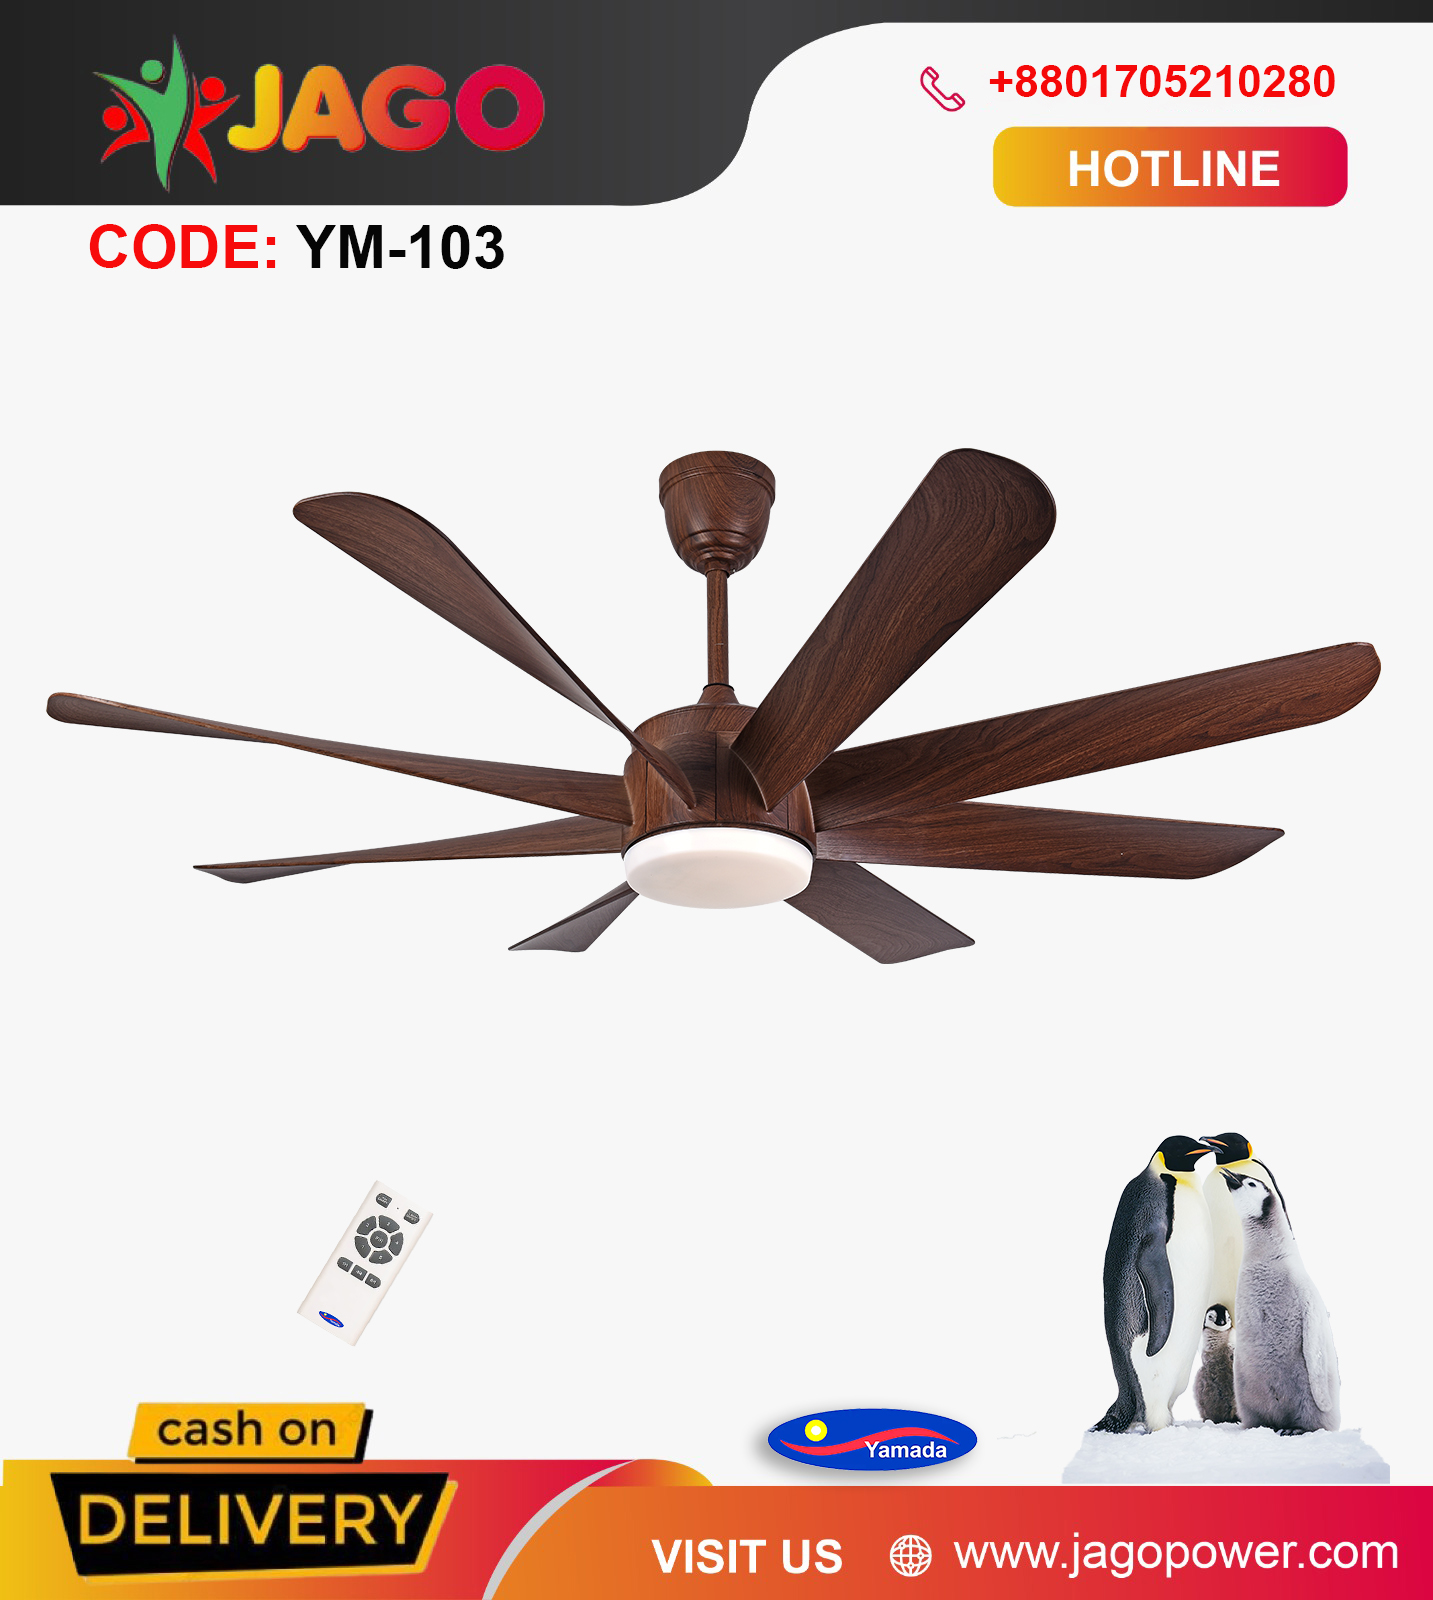 JAGO
+8801705210280
HOTLINE
CODE: YM-103
cash on
DELIVERY
Yamada
VISIT US
www.jagopower.com